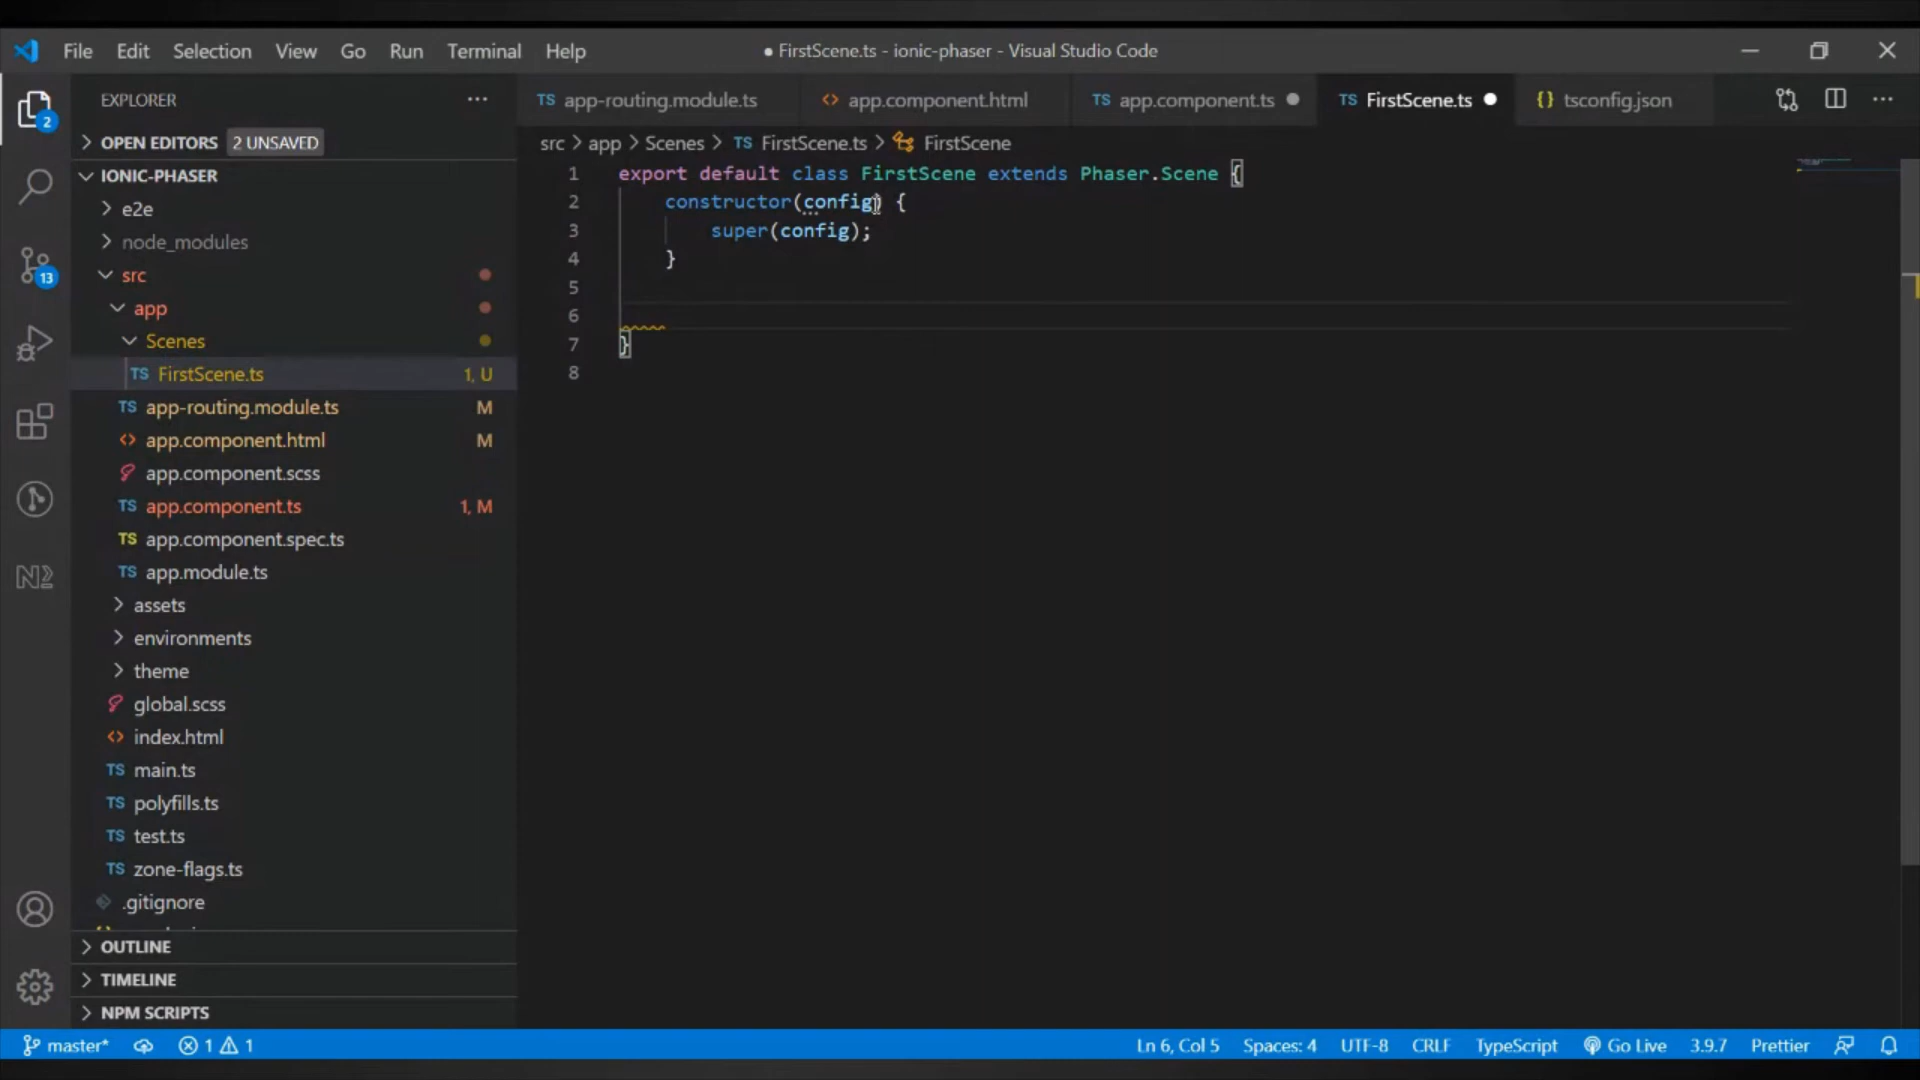 File Edit Selection View Go Run Terminal Help
● FirstScene.ts - ionic-phaser - Visual Studio Code
2
13
EXPLORER
OPEN EDITORS 2 UNSAVED
IONIC-PHASER
e2e
node_modules
src
app
Scenes
TS FirstScene.ts 1, U
TS app-routing.module.ts M
<> app.component.html M
app.component.scss
TS app.component.ts 1, M
TS app.component.spec.ts
TS app.module.ts
assets
environments
theme
global.scss
<> index.html
TS main.ts
TS polyfills.ts
TS test.ts
TS zone-flags.ts
.gitignore
OUTLINE
TIMELINE
NPM SCRIPTS
TS app-routing.module.ts
<> app.component.html
TS app.component.ts ●
TS FirstScene.ts ●
{} tsconfig.json
src > app > Scenes > TS FirstScene.ts > FirstScene
1 export default class FirstScene extends Phaser.Scene {
2 constructor(config) {
3 super(config);
4 }
5
6
7 }
8
master* 1 1
Ln 6, Col 5 Spaces: 4 UTF-8 CRLF TypeScript Go Live 3.9.7 Prettier